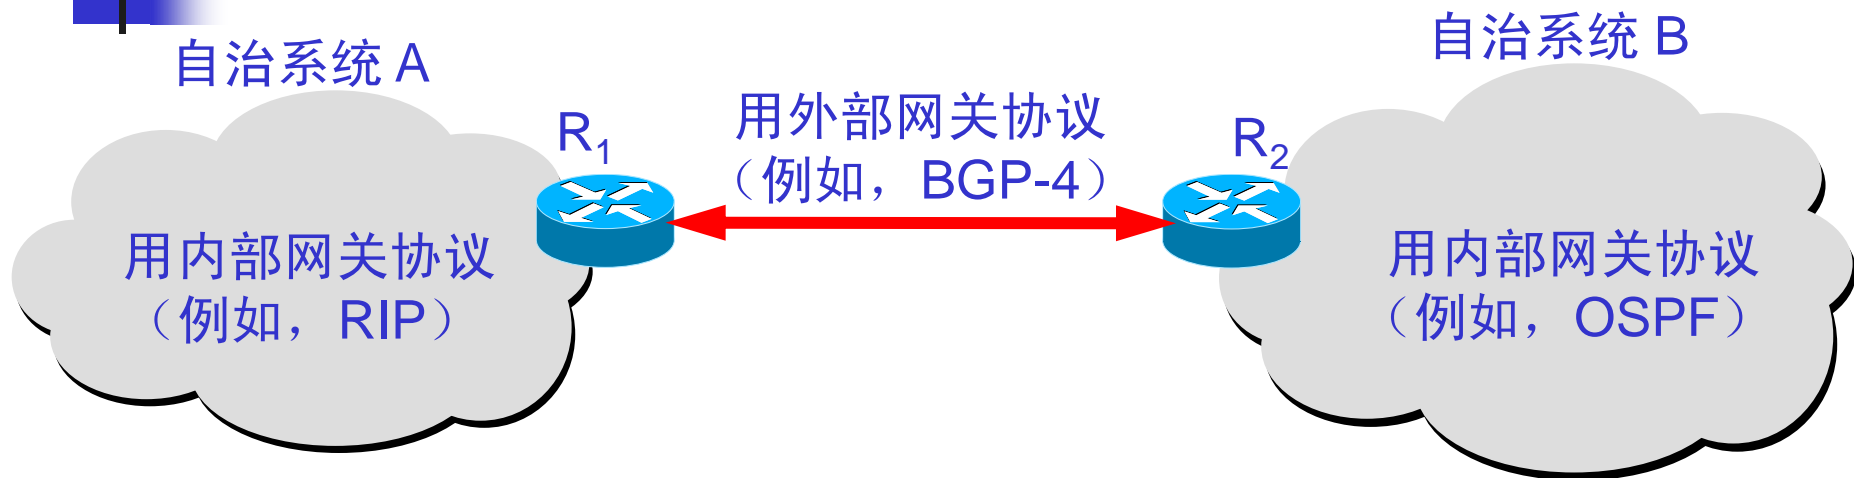 自治系统 A
自治系统 B
R1
用外部网关协议
（例如，BGP-4）
R2
用内部网关协议
（例如，RIP）
用内部网关协议
（例如，OSPF）